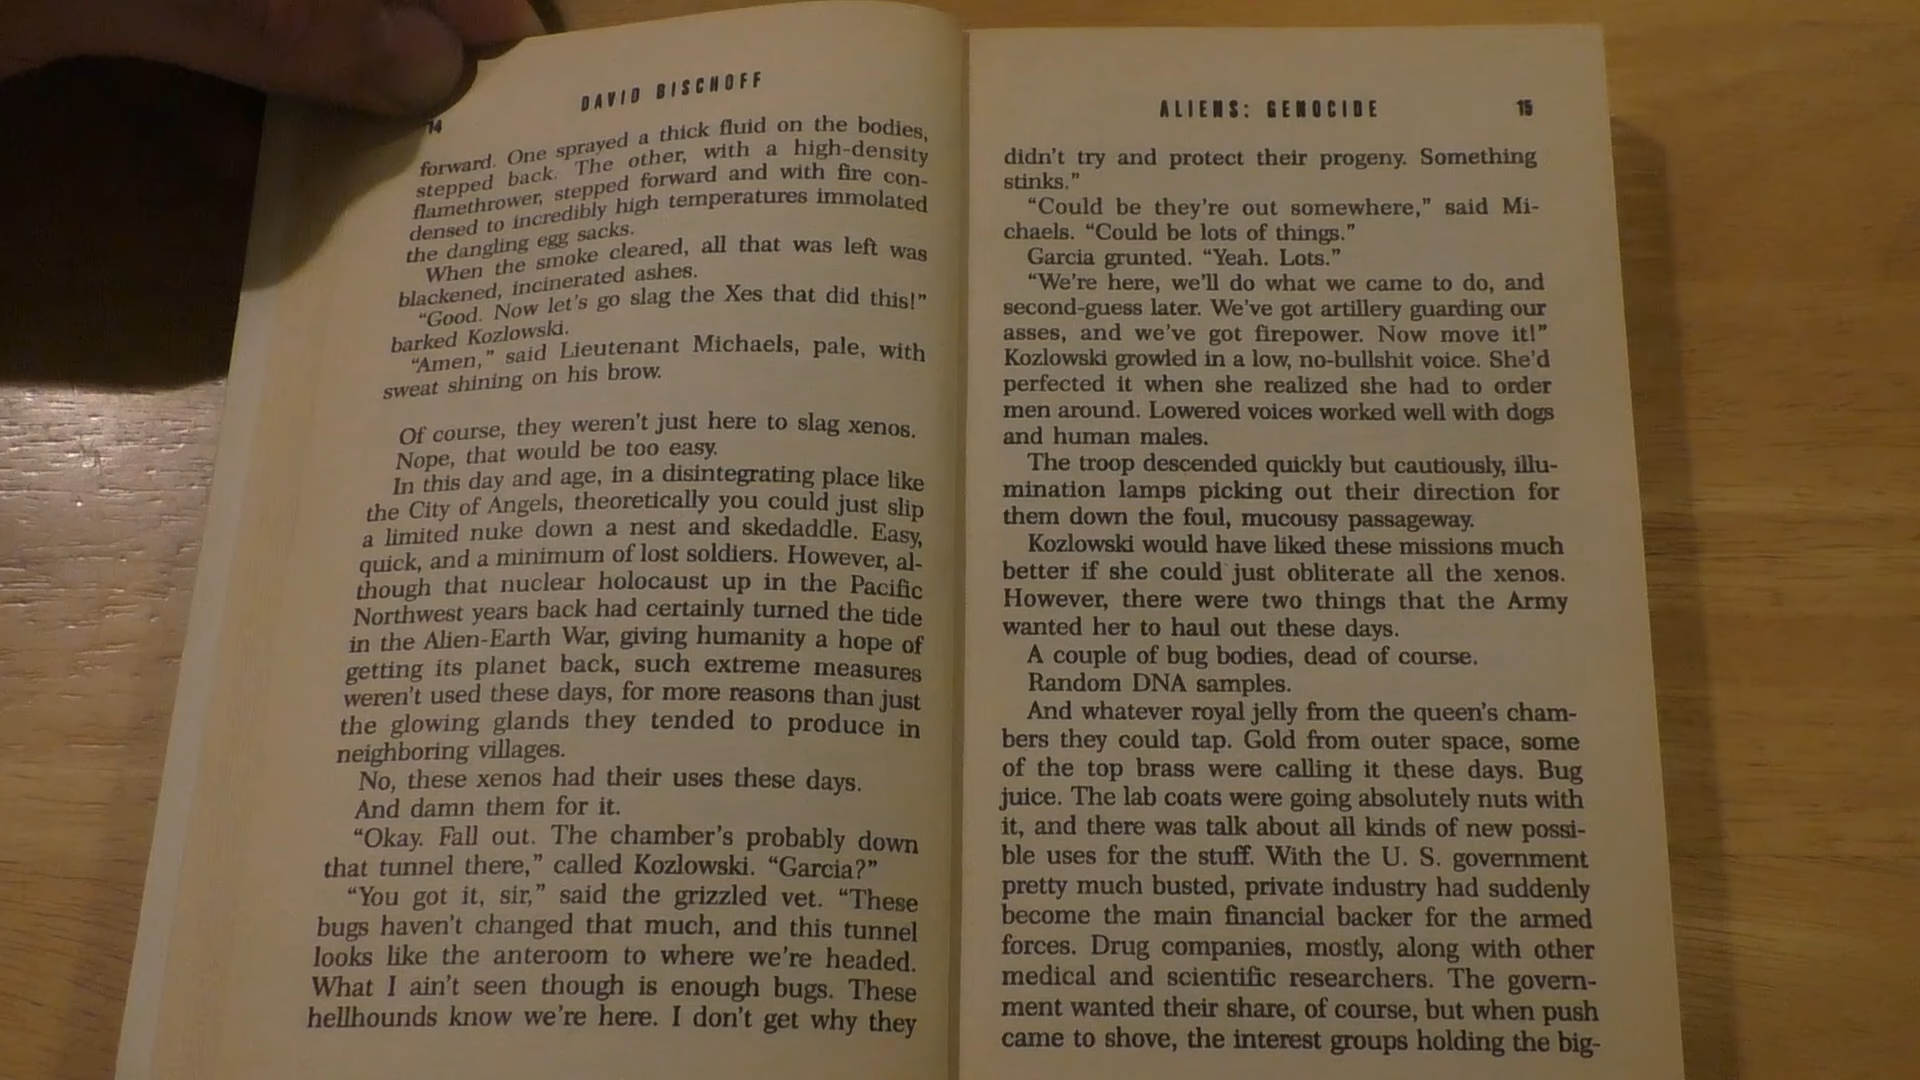 DAVID BISCHOFF
14
forward. One sprayed a thick fluid on the bodies,
stepped back. The other, with a high-density
flamethrower, stepped forward and with fire con-
densed to incredibly high temperatures immolated
the dangling egg sacks.
When the smoke cleared, all that was left was
blackened, incinerated ashes.
“Good. Now let’s go slag the Xes that did this!”
barked Kozlowski.
“Amen,” said Lieutenant Michaels, pale, with
sweat shining on his brow.
Of course, they weren’t just here to slag xenos.
Nope, that would be too easy.
In this day and age, in a disintegrating place like
the City of Angels, theoretically you could just slip
a limited nuke down a nest and skedaddle. Easy,
quick, and a minimum of lost soldiers. However, al-
though that nuclear holocaust up in the Pacific
Northwest years back had certainly turned the tide
in the Alien-Earth War, giving humanity a hope of
getting its planet back, such extreme measures
weren’t used these days, for more reasons than just
the glowing glands they tended to produce in
neighboring villages.
No, these xenos had their uses these days.
And damn them for it.
“Okay. Fall out. The chamber’s probably down
that tunnel there,” called Kozlowski. “Garcia?”
“You got it, sir,” said the grizzled vet. “These
bugs haven’t changed that much, and this tunnel
looks like the anteroom to where we’re headed.
What I ain’t seen though is enough bugs. These
hellhounds know we’re here. I don’t get why they
ALIENS: GENOCIDE 15
didn’t try and protect their progeny. Something
stinks.”
“Could be they’re out somewhere,” said Mi-
chaels. “Could be lots of things.”
Garcia grunted. “Yeah. Lots.”
“We’re here, we’ll do what we came to do, and
second-guess later. We’ve got artillery guarding our
asses, and we’ve got firepower. Now move it!”
Kozlowski growled in a low, no-bullshit voice. She’d
perfected it when she realized she had to order
men around. Lowered voices worked well with dogs
and human males.
The troop descended quickly but cautiously, illu-
mination lamps picking out their direction for
them down the foul, mucousy passageway.
Kozlowski would have liked these missions much
better if she could just obliterate all the xenos.
However, there were two things that the Army
wanted her to haul out these days.
A couple of bug bodies, dead of course.
Random DNA samples.
And whatever royal jelly from the queen’s cham-
bers they could tap. Gold from outer space, some
of the top brass were calling it these days. Bug
juice. The lab coats were going absolutely nuts with
it, and there was talk about all kinds of new possi-
ble uses for the stuff. With the U. S. government
pretty much busted, private industry had suddenly
become the main financial backer for the armed
forces. Drug companies, mostly, along with other
medical and scientific researchers. The govern-
ment wanted their share, of course, but when push
came to shove, the interest groups holding the big-